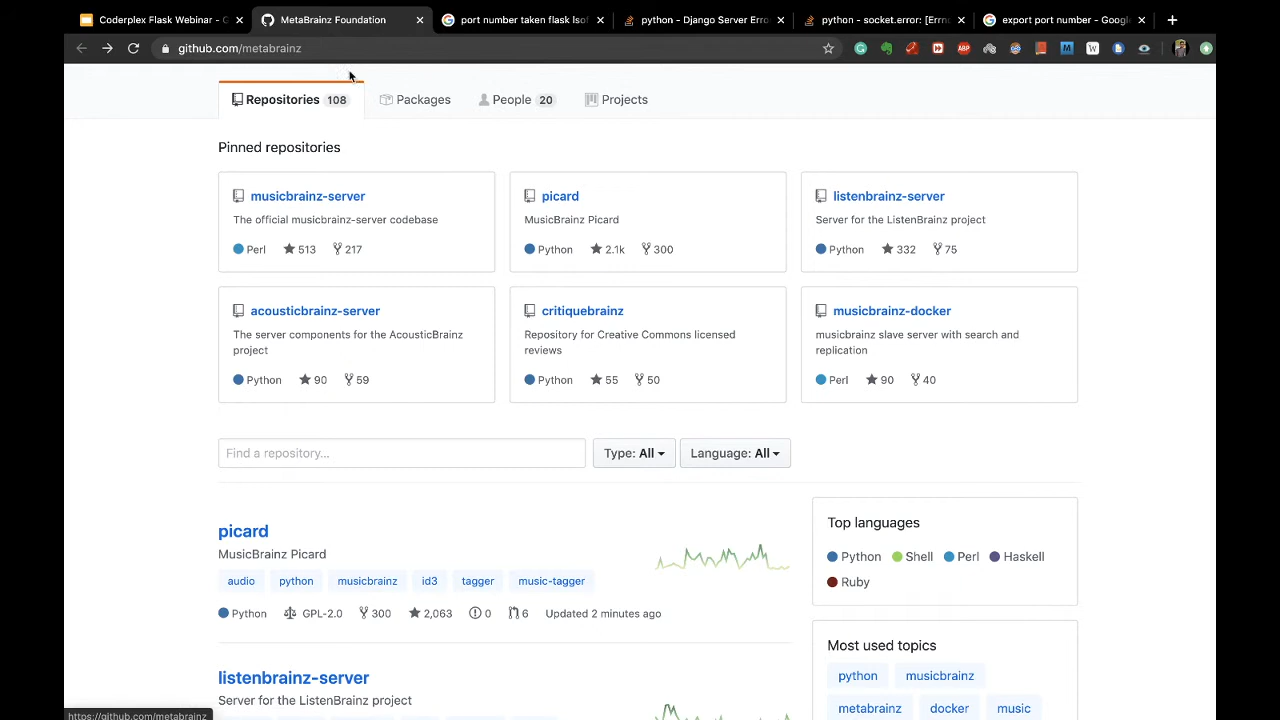 Coderplex Flask Webinar - G
MetaBrainz Foundation
port number taken flask lsof
python - Django Server Erro
python - socket.error: [Errno
export port number - Google
github.com/metabrainz
Repositories 108
Packages
People 20
Projects
Pinned repositories
musicbrainz-server
The official musicbrainz-server codebase
Perl 513 217
picard
MusicBrainz Picard
Python 2.1k 300
listenbrainz-server
Server for the ListenBrainz project
Python 332 75
acousticbrainz-server
The server components for the AcousticBrainz
project
Python 90 59
critiquebrainz
Repository for Creative Commons licensed
reviews
Python 55 50
musicbrainz-docker
musicbrainz slave server with search and
replication
Perl 90 40
Find a repository...
Type: All
Language: All
picard
MusicBrainz Picard
audio python musicbrainz id3 tagger music-tagger
Python GPL-2.0 300 2,063 0 6 Updated 2 minutes ago
listenbrainz-server
Server for the ListenBrainz project
Top languages
Python Shell Perl Haskell
Ruby
Most used topics
python musicbrainz
metabrainz docker music
https://github.com/metabrainz